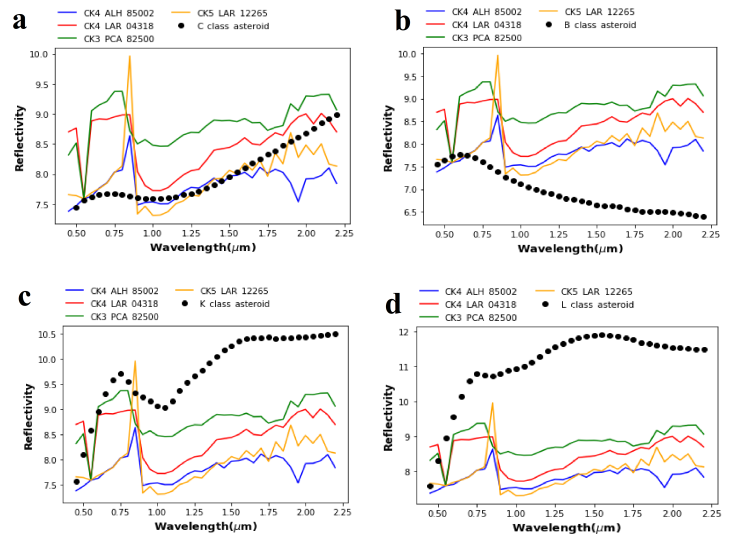 a
CK4 ALH 85002
CK4 LAR 04318
CK3 PCA 82500
CK5 LAR 12265
C class asteroid
Reflectivity
10.0
9.5
9.0
8.5
8.0
7.5
0.50 0.75 1.00 1.25 1.50 1.75 2.00 2.25
Wavelength(μm)
b
CK4 ALH 85002
CK4 LAR 04318
CK3 PCA 82500
CK5 LAR 12265
B class asteroid
Reflectivity
10.0
9.5
9.0
8.5
8.0
7.5
7.0
6.5
0.50 0.75 1.00 1.25 1.50 1.75 2.00 2.25
Wavelength(μm)
c
CK4 ALH 85002
CK4 LAR 04318
CK3 PCA 82500
CK5 LAR 12265
K class asteroid
Reflectivity
10.5
10.0
9.5
9.0
8.5
8.0
7.5
0.50 0.75 1.00 1.25 1.50 1.75 2.00 2.25
Wavelength(μm)
d
CK4 ALH 85002
CK4 LAR 04318
CK3 PCA 82500
CK5 LAR 12265
L class asteroid
Reflectivity
12
11
10
9
8
0.50 0.75 1.00 1.25 1.50 1.75 2.00 2.25
Wavelength(μm)